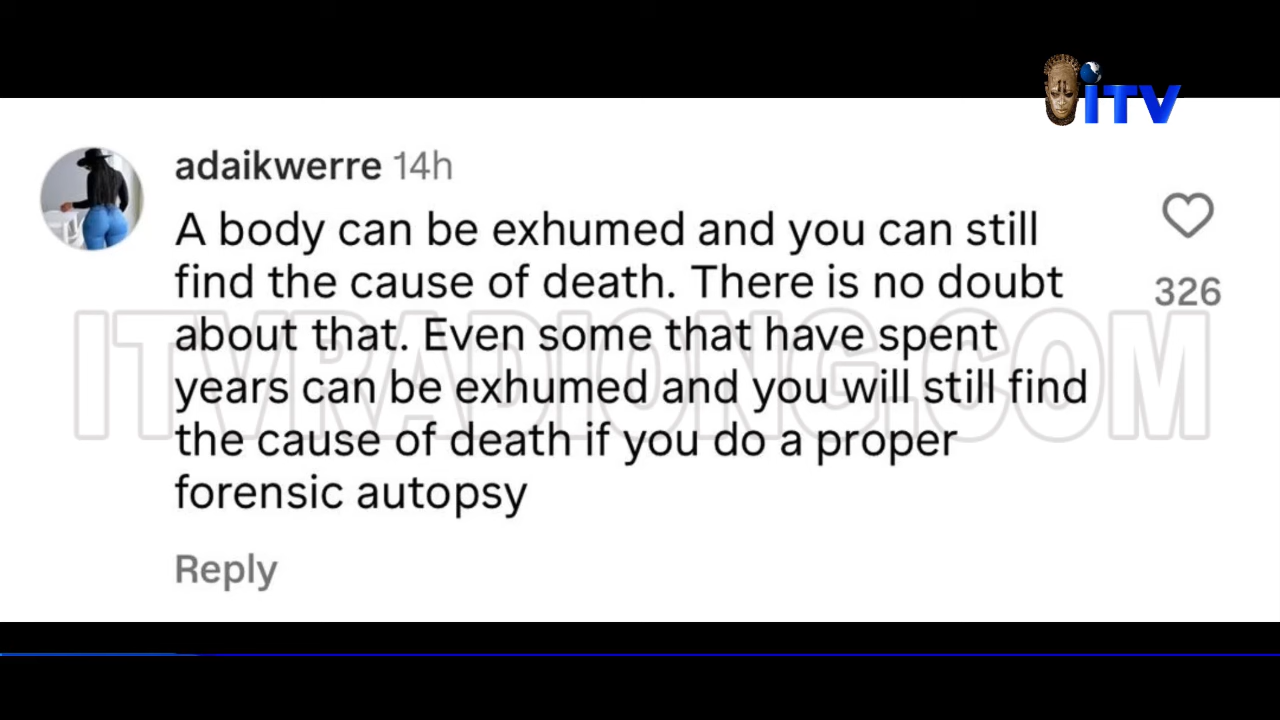 iTV
adaikwerre 14h
A body can be exhumed and you can still
find the cause of death. There is no doubt
about that. Even some that have spent
years can be exhumed and you will still find
the cause of death if you do a proper
forensic autopsy
326
Reply
ITVRADIONG.COM